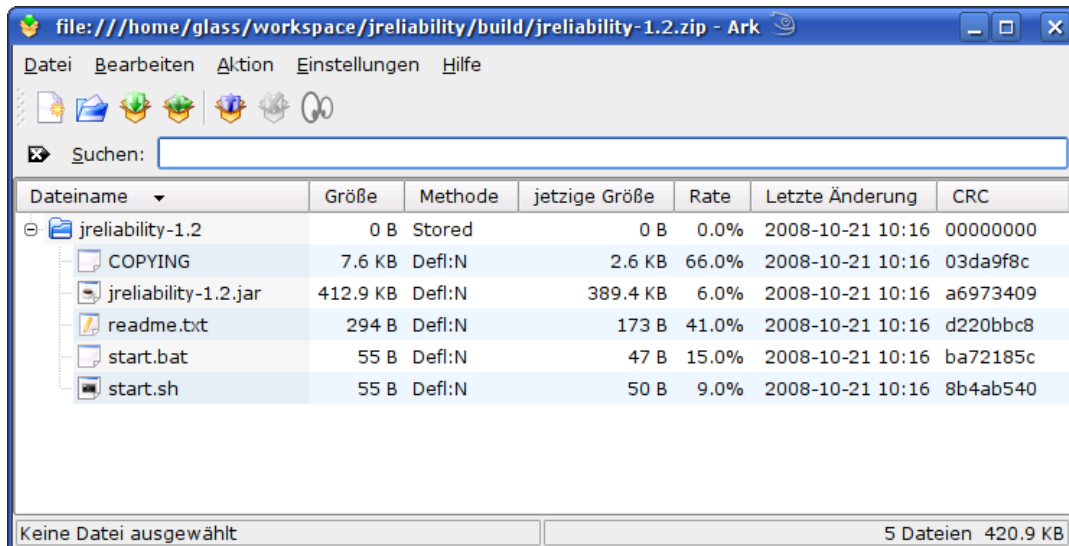 file:///home/glass/workspace/jreliability/build/jreliability-1.2.zip - Ark
Datei Bearbeiten Aktion Einstellungen Hilfe
Suchen:
Dateiname Größe Methode jetzige Größe Rate Letzte Änderung CRC
jreliability-1.2 0 B Stored 0 B 0.0% 2008-10-21 10:16 00000000
COPYING 7.6 KB Defl:N 2.6 KB 66.0% 2008-10-21 10:16 03da9f8c
jreliability-1.2.jar 412.9 KB Defl:N 389.4 KB 6.0% 2008-10-21 10:16 a6973409
readme.txt 294 B Defl:N 173 B 41.0% 2008-10-21 10:16 d220bbc8
start.bat 55 B Defl:N 47 B 15.0% 2008-10-21 10:16 ba72185c
start.sh 55 B Defl:N 50 B 9.0% 2008-10-21 10:16 8b4ab540
Keine Datei ausgewählt 5 Dateien 420.9 KB